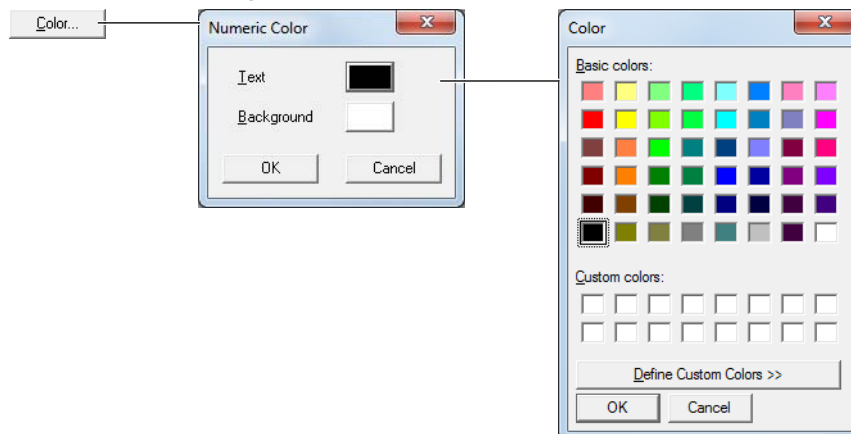 Color...
Numeric Color
Text
Background
OK Cancel
Color
Basic colors:
Custom colors:
Define Custom Colors >>
OK Cancel